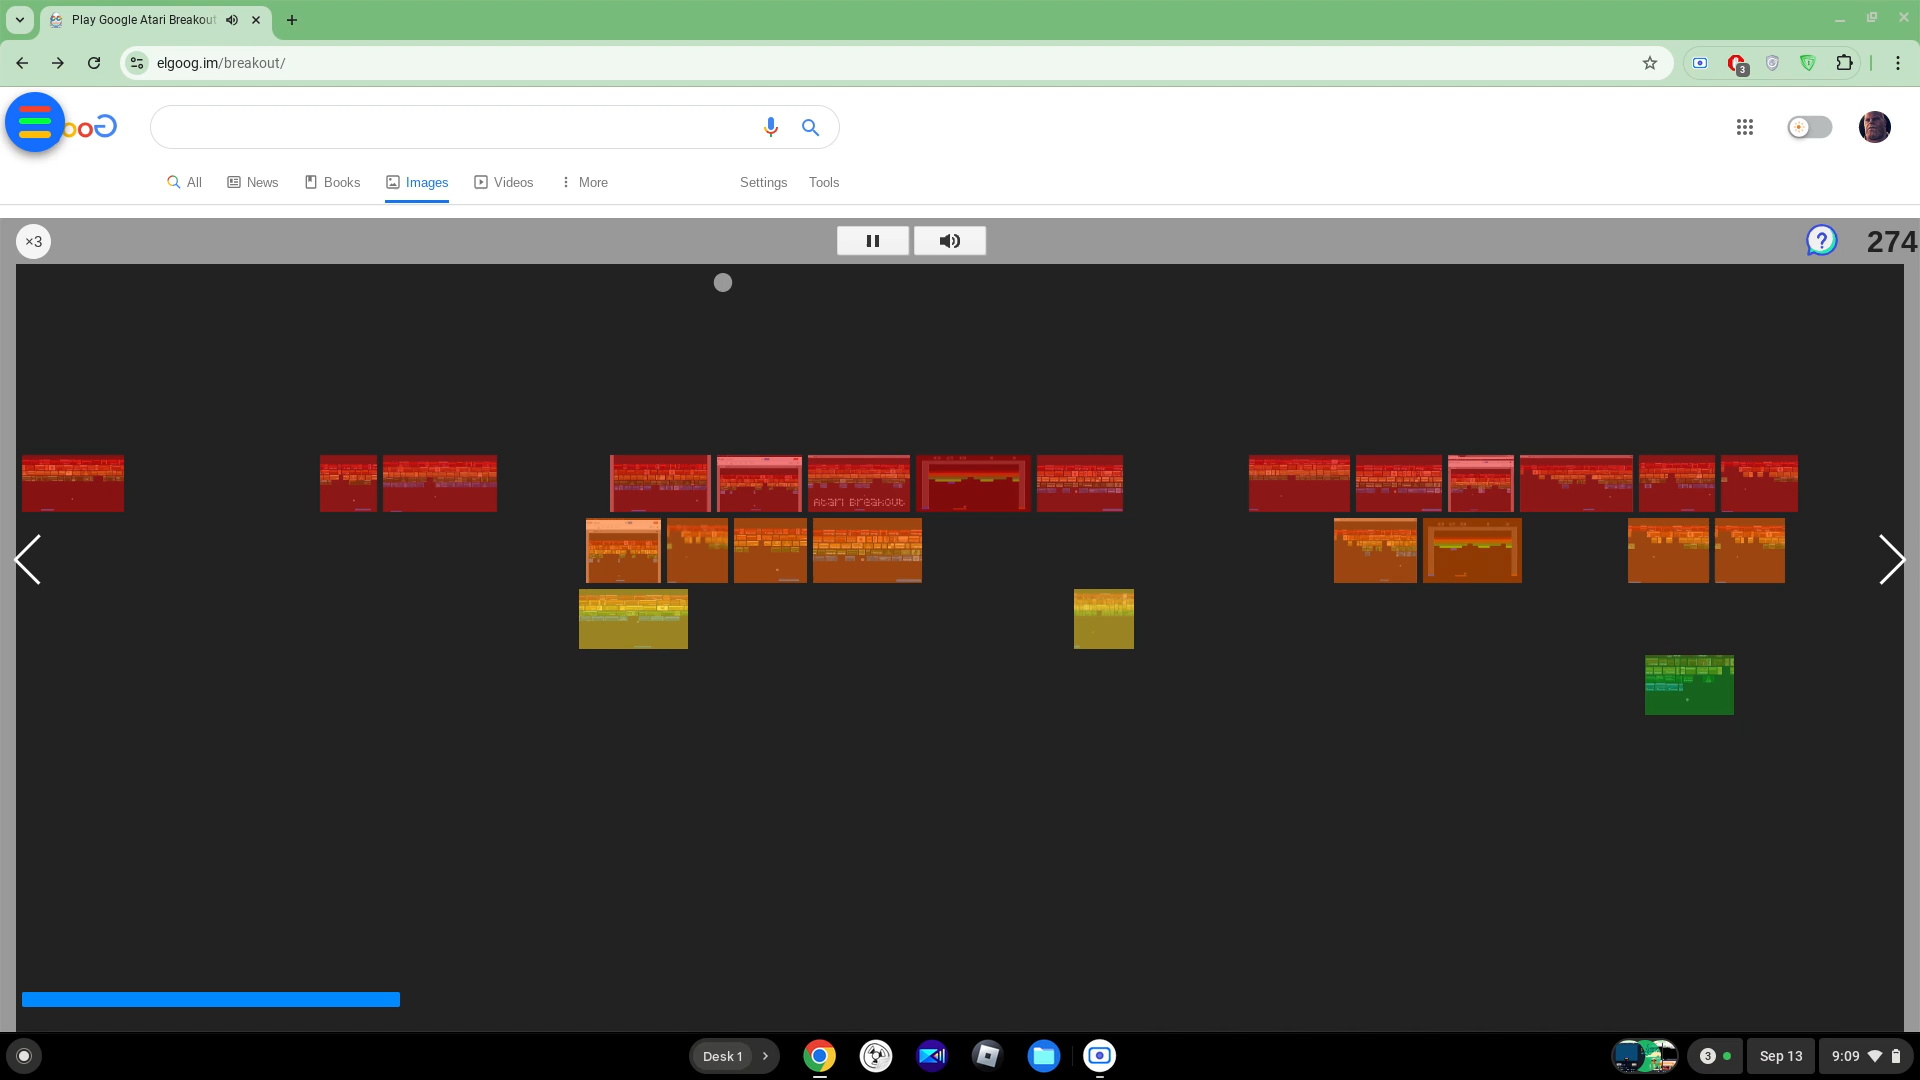 Play Google Atari Breakout
elgoog.im/breakout/
3
All
News
Books
Images
Videos
More
Settings
Tools
×3
?
274
Atari Breakout
Desk 1
3
Sep 13
9:09